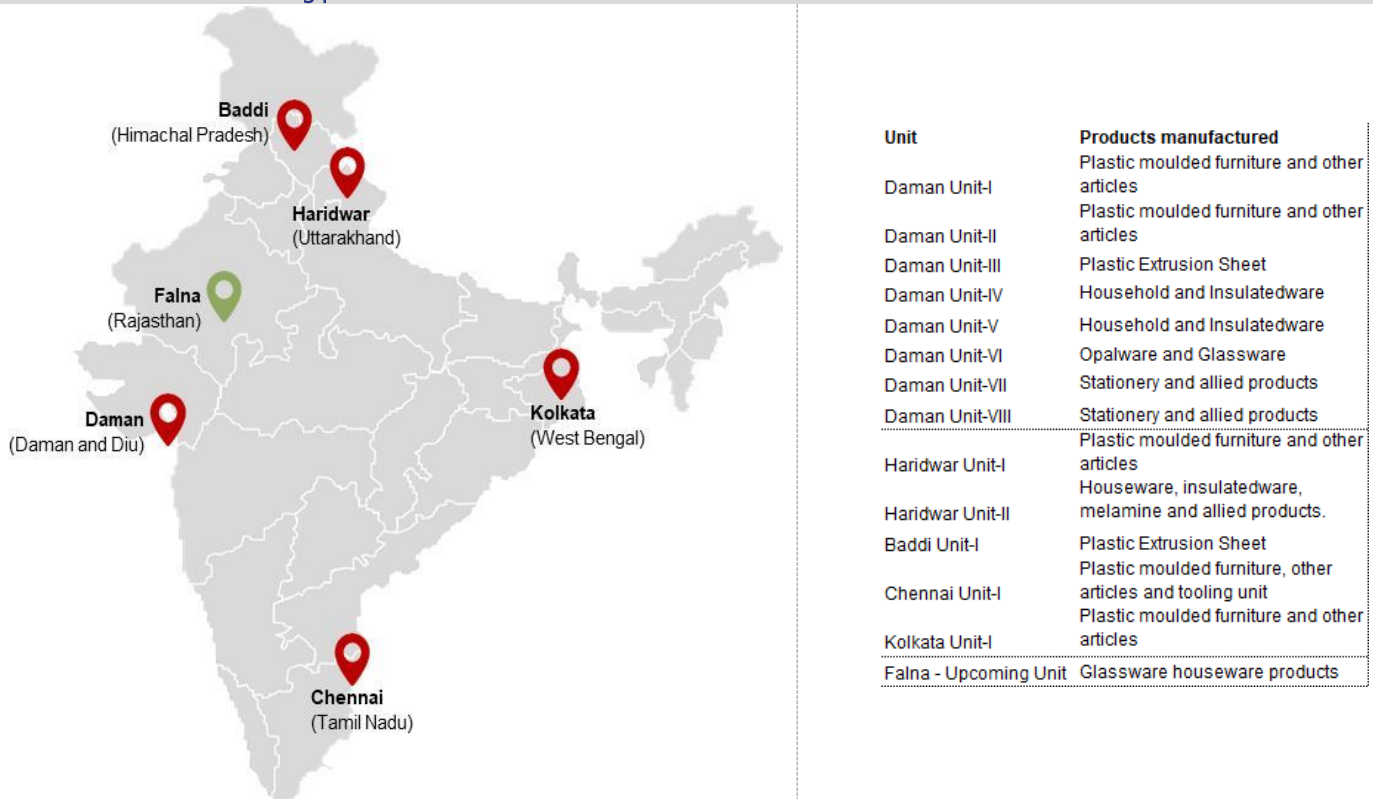 Baddi
(Himachal Pradesh)
Haridwar
(Uttarakhand)
Falna
(Rajasthan)
Daman
(Daman and Diu)
Kolkata
(West Bengal)
Chennai
(Tamil Nadu)
Unit Products manufactured
Plastic moulded furniture and other
Daman Unit-I articles
Plastic moulded furniture and other
Daman Unit-II articles
Daman Unit-III Plastic Extrusion Sheet
Daman Unit-IV Household and Insulatedware
Daman Unit-V Household and Insulatedware
Daman Unit-VI Opalware and Glassware
Daman Unit-VII Stationery and allied products
Daman Unit-VIII Stationery and allied products
Plastic moulded furniture and other
Haridwar Unit-I articles
Houseware, insulatedware,
Haridwar Unit-II melamine and allied products.
Baddi Unit-I Plastic Extrusion Sheet
Plastic moulded furniture, other
Chennai Unit-I articles and tooling unit
Plastic moulded furniture and other
Kolkata Unit-I articles
Falna - Upcoming Unit Glassware houseware products